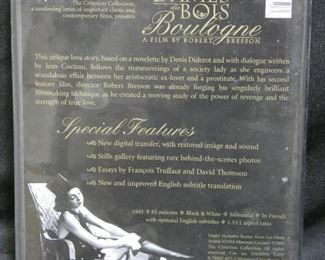 The Criterion Collection,
a continuing series of important classic and
contemporary films, presents
DAMES
du
BOIS
Boulogne
A FILM BY ROBERT BRESSON
This unique love story, based on a novelette by Denis Diderot and with dialogue written
by Jean Cocteau, follows the maneuverings of a society lady as she engineers a
scandalous affair between her aristocratic ex-lover and a prostitute. With his second
feature film, director Robert Bresson was already forging his singularly brilliant
filmmaking technique as he created a moving study of the power of revenge and the
strength of true love.
Special Features
New digital transfer, with restored image and sound
Stills gallery featuring rare behind-the-scenes photos
Essays by François Truffaut and David Thomson
New and improved English subtitle translation
1945 85 minutes Black & White Monaural In French
with optional English subtitles 1.33:1 aspect ratio
Under exclusive license from Les Films